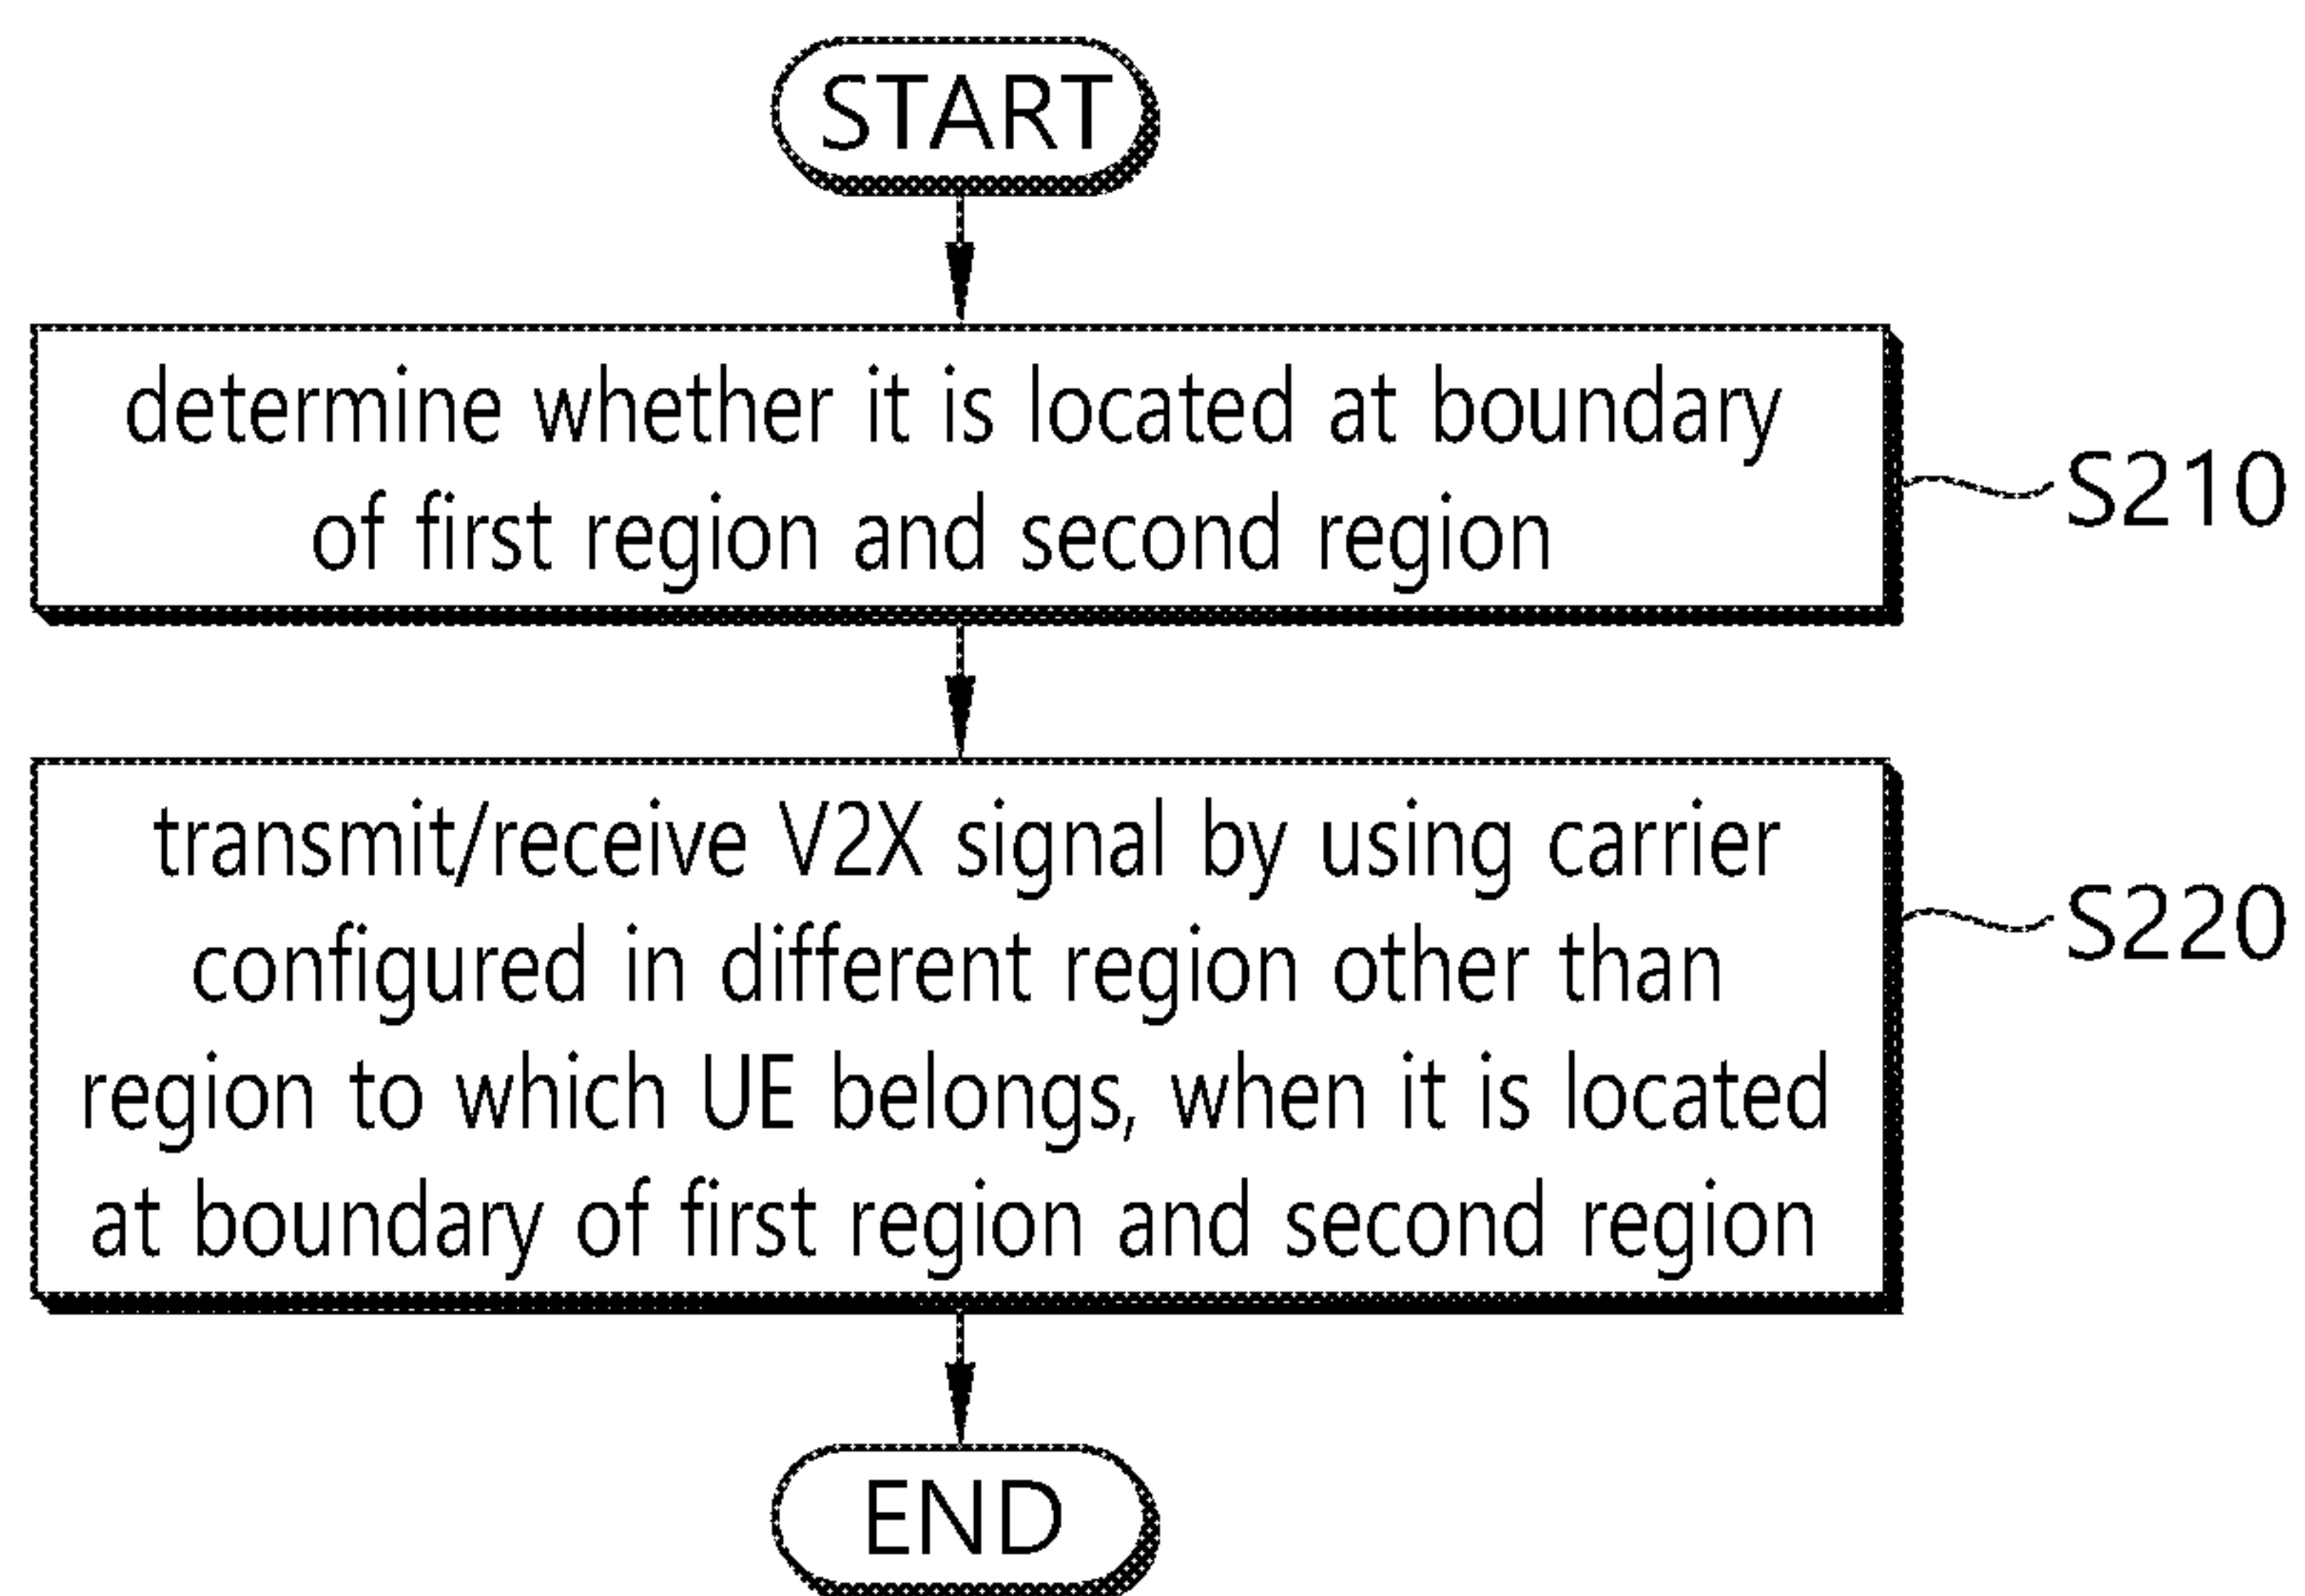 START
determine whether it is located at boundary
of first region and second region
S210
transmit/receive V2X signal by using carrier
configured in different region other than
region to which UE belongs, when it is located
at boundary of first region and second region
S220
END